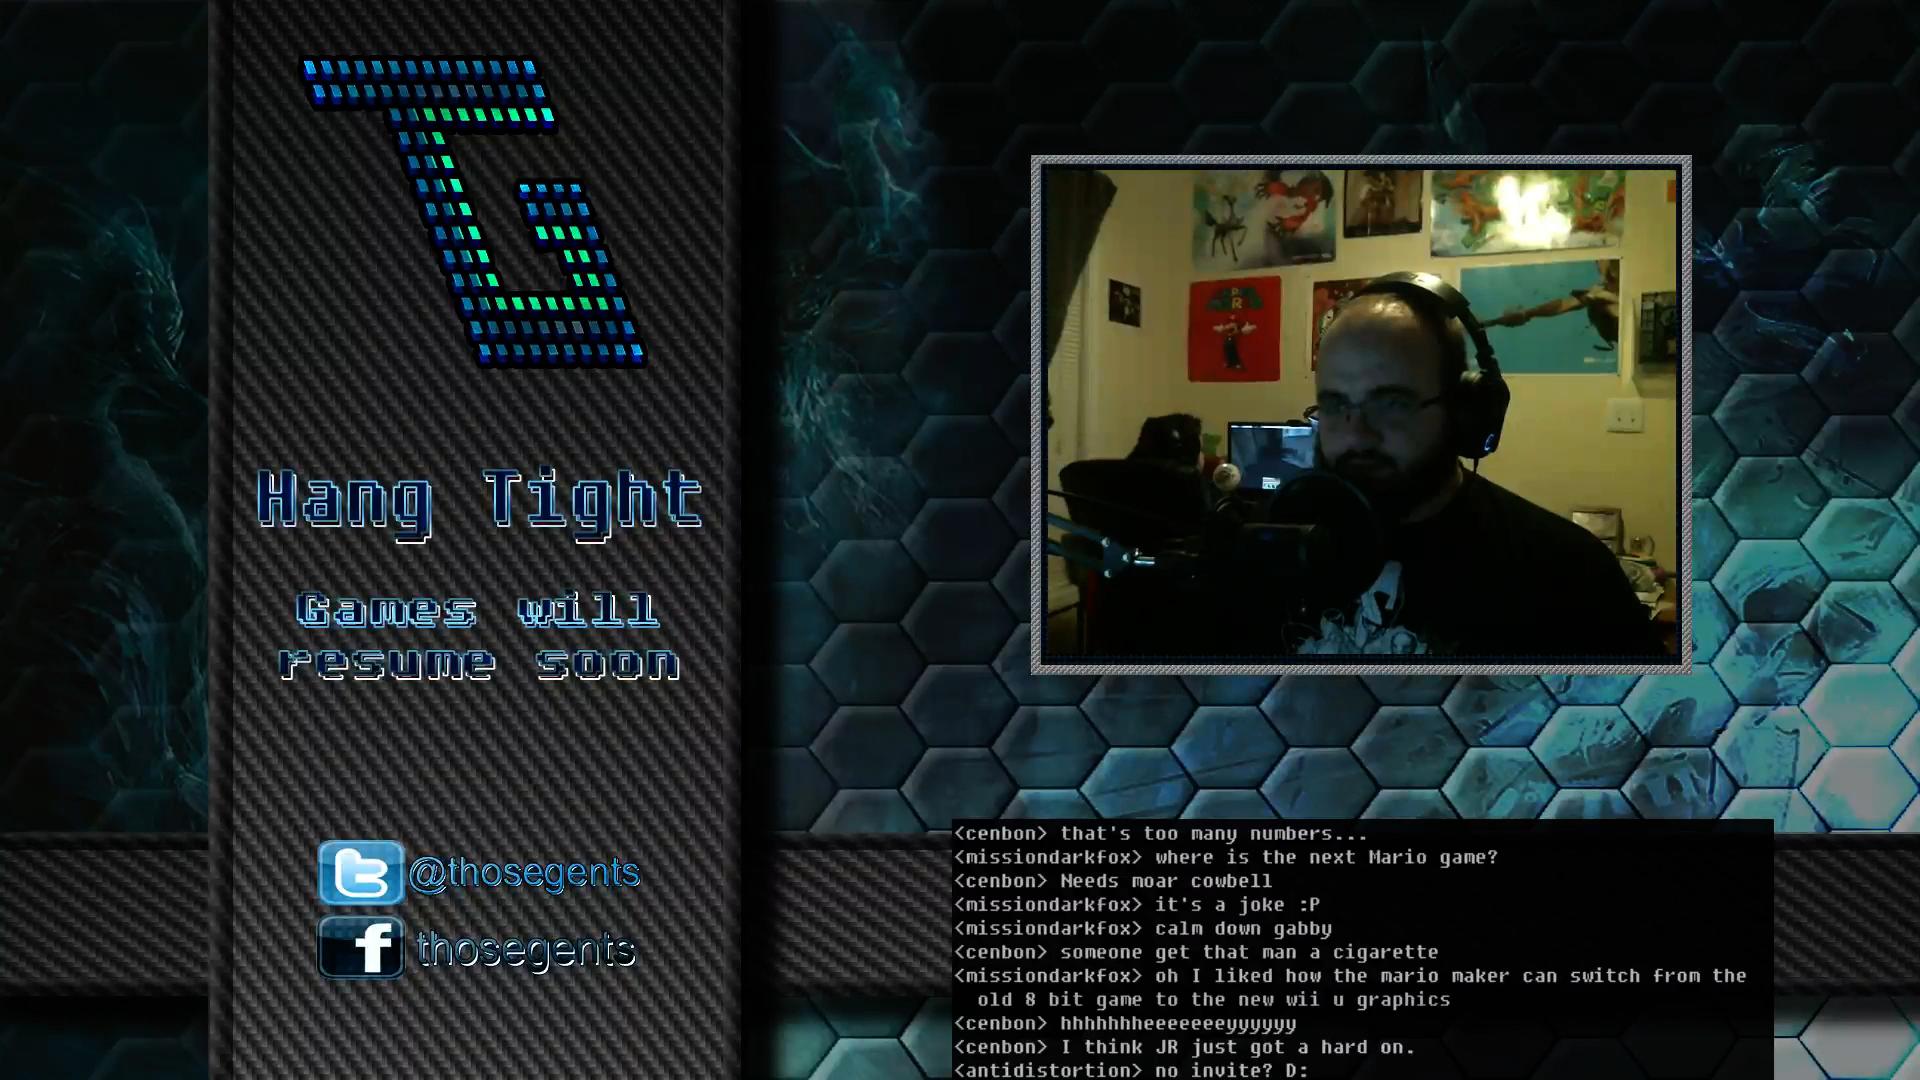 TG
Hang Tight
Games will
resume soon
@thosegents
thosegents
<cenbon> that's too many numbers...
<missiondarkfox> where is the next Mario game?
<cenbon> Needs moar cowbell
<missiondarkfox> it's a joke :P
<missiondarkfox> calm down gabby
<cenbon> someone get that man a cigarette
<missiondarkfox> oh I liked how the mario maker can switch from the
old 8 bit game to the new wii u graphics
<cenbon> hhhhhhheeeeeeeyyyyyy
<cenbon> I think JR just got a hard on.
<antidistortion> no invite? D: